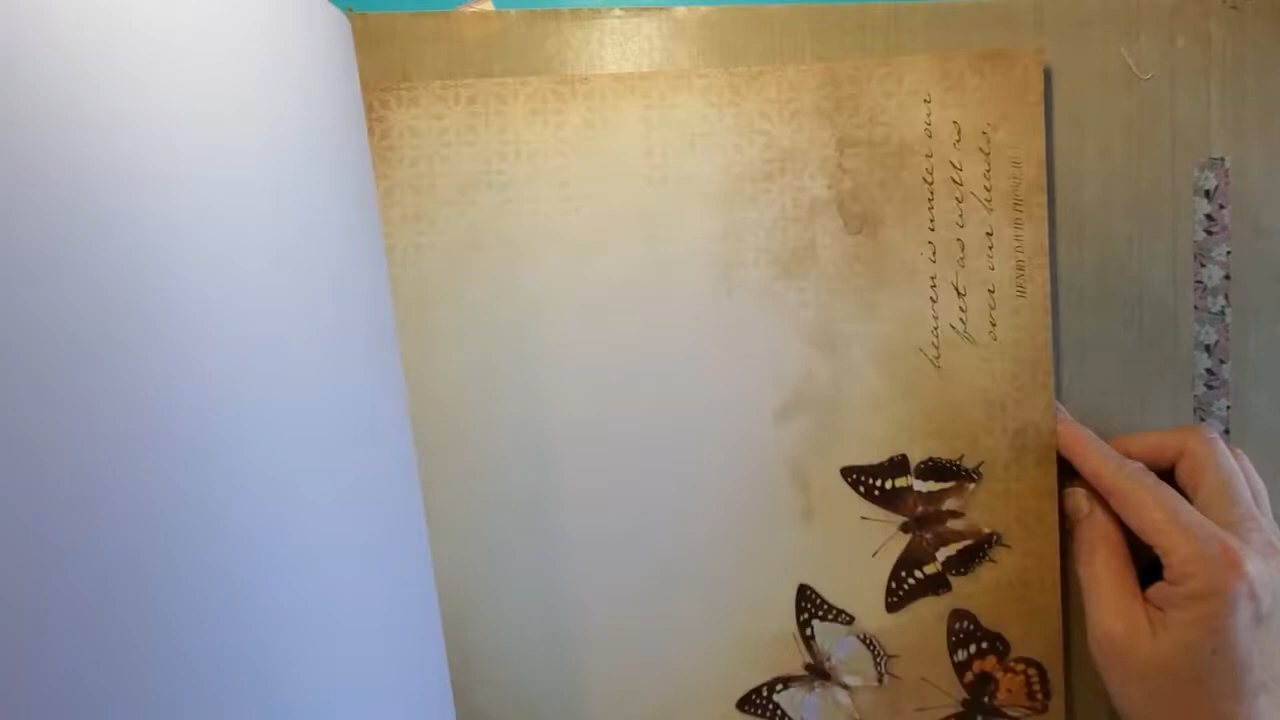 heaven is under our
feet as well as
over our heads.
HENRY DAVID THOREAU